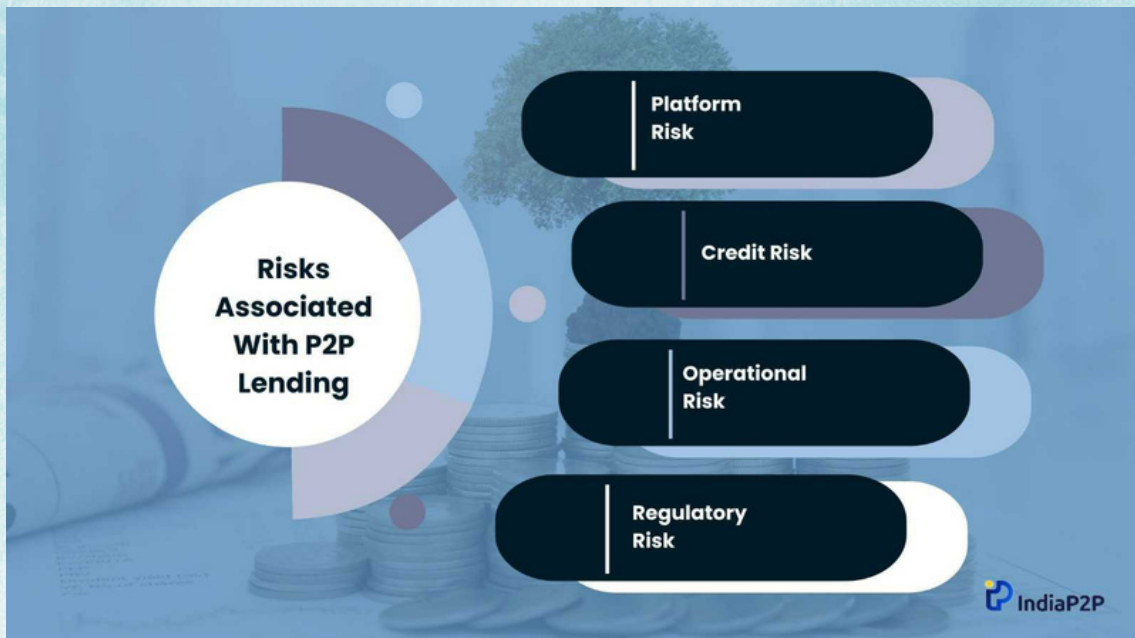 Risks
Associated
With P2P
Lending
Platform
Risk
Credit Risk
Operational
Risk
Regulatory
Risk
IndiaP2P